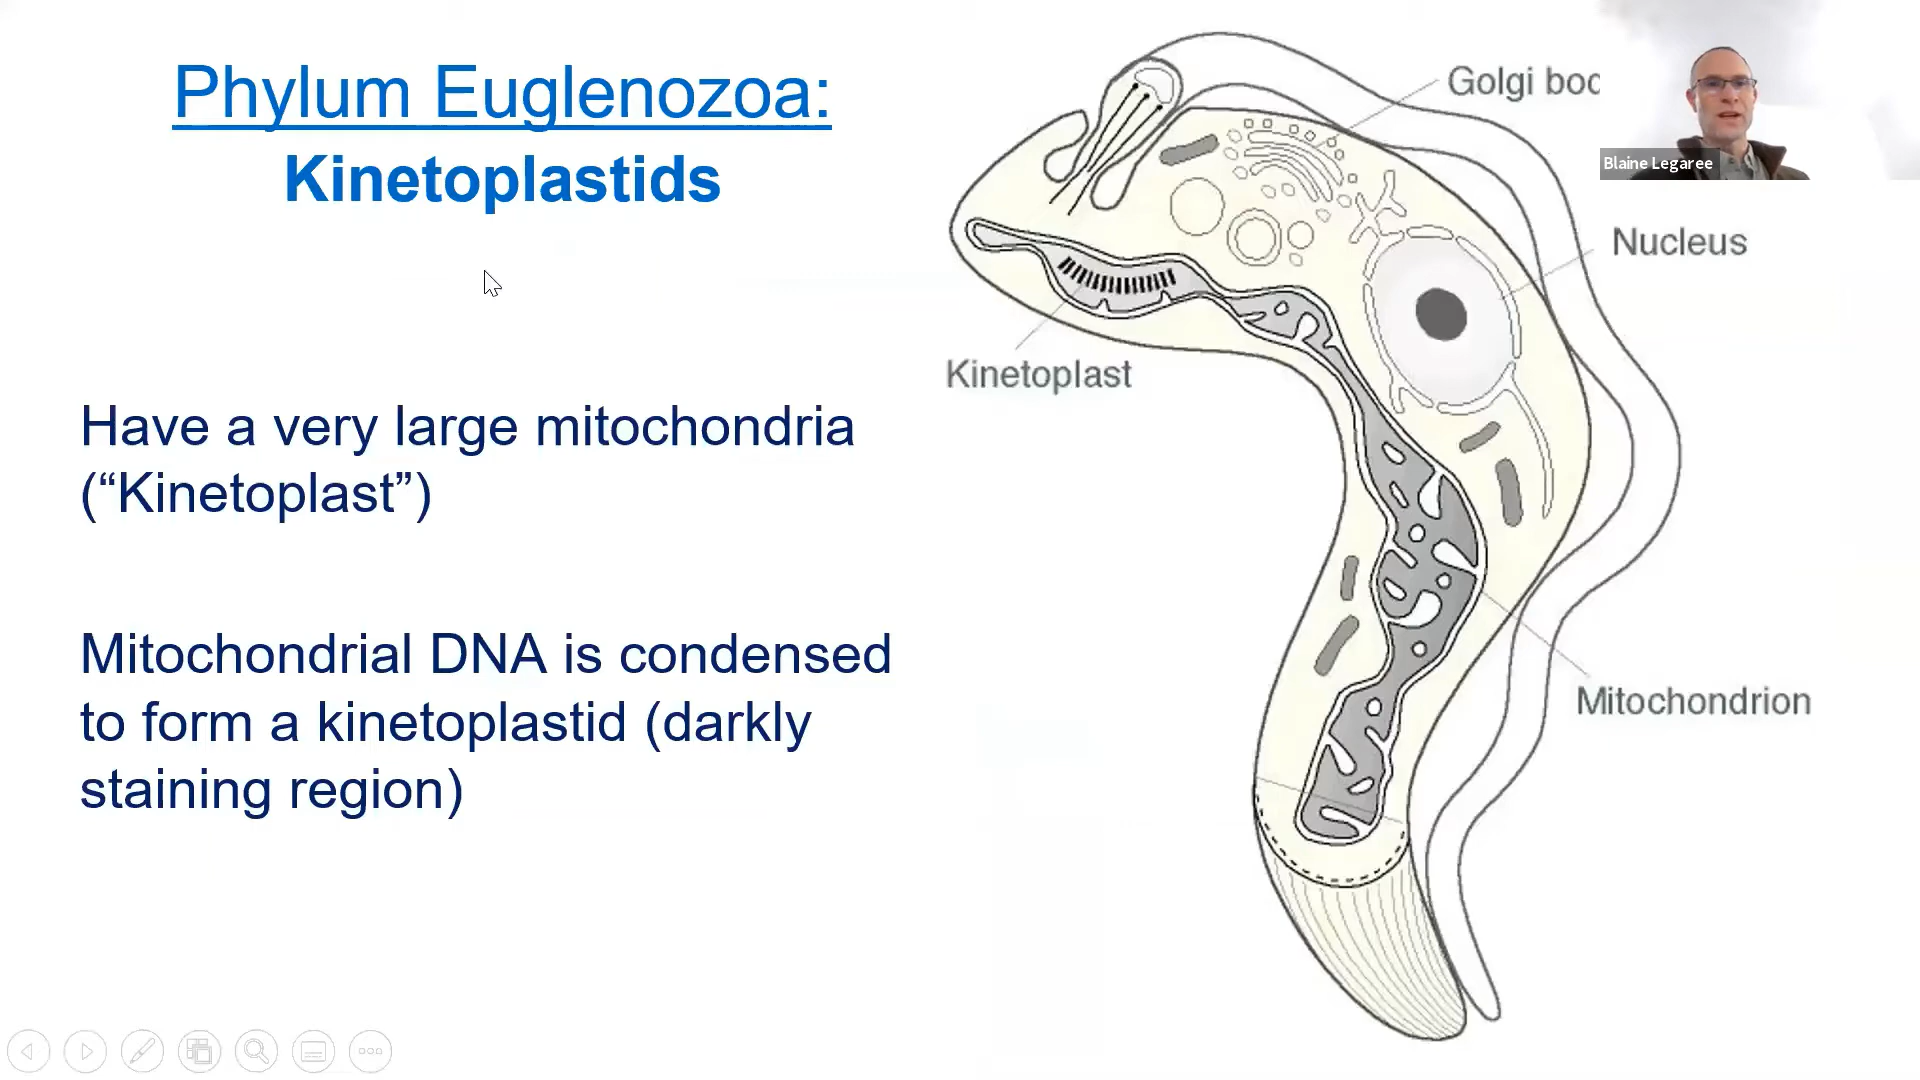 Phylum Euglenozoa:
Kinetoplastids
Have a very large mitochondria
(“Kinetoplast”)
Mitochondrial DNA is condensed
to form a kinetoplastid (darkly
staining region)
Golgi boc
Blaine Legaree
Nucleus
Kinetoplast
Mitochondrion